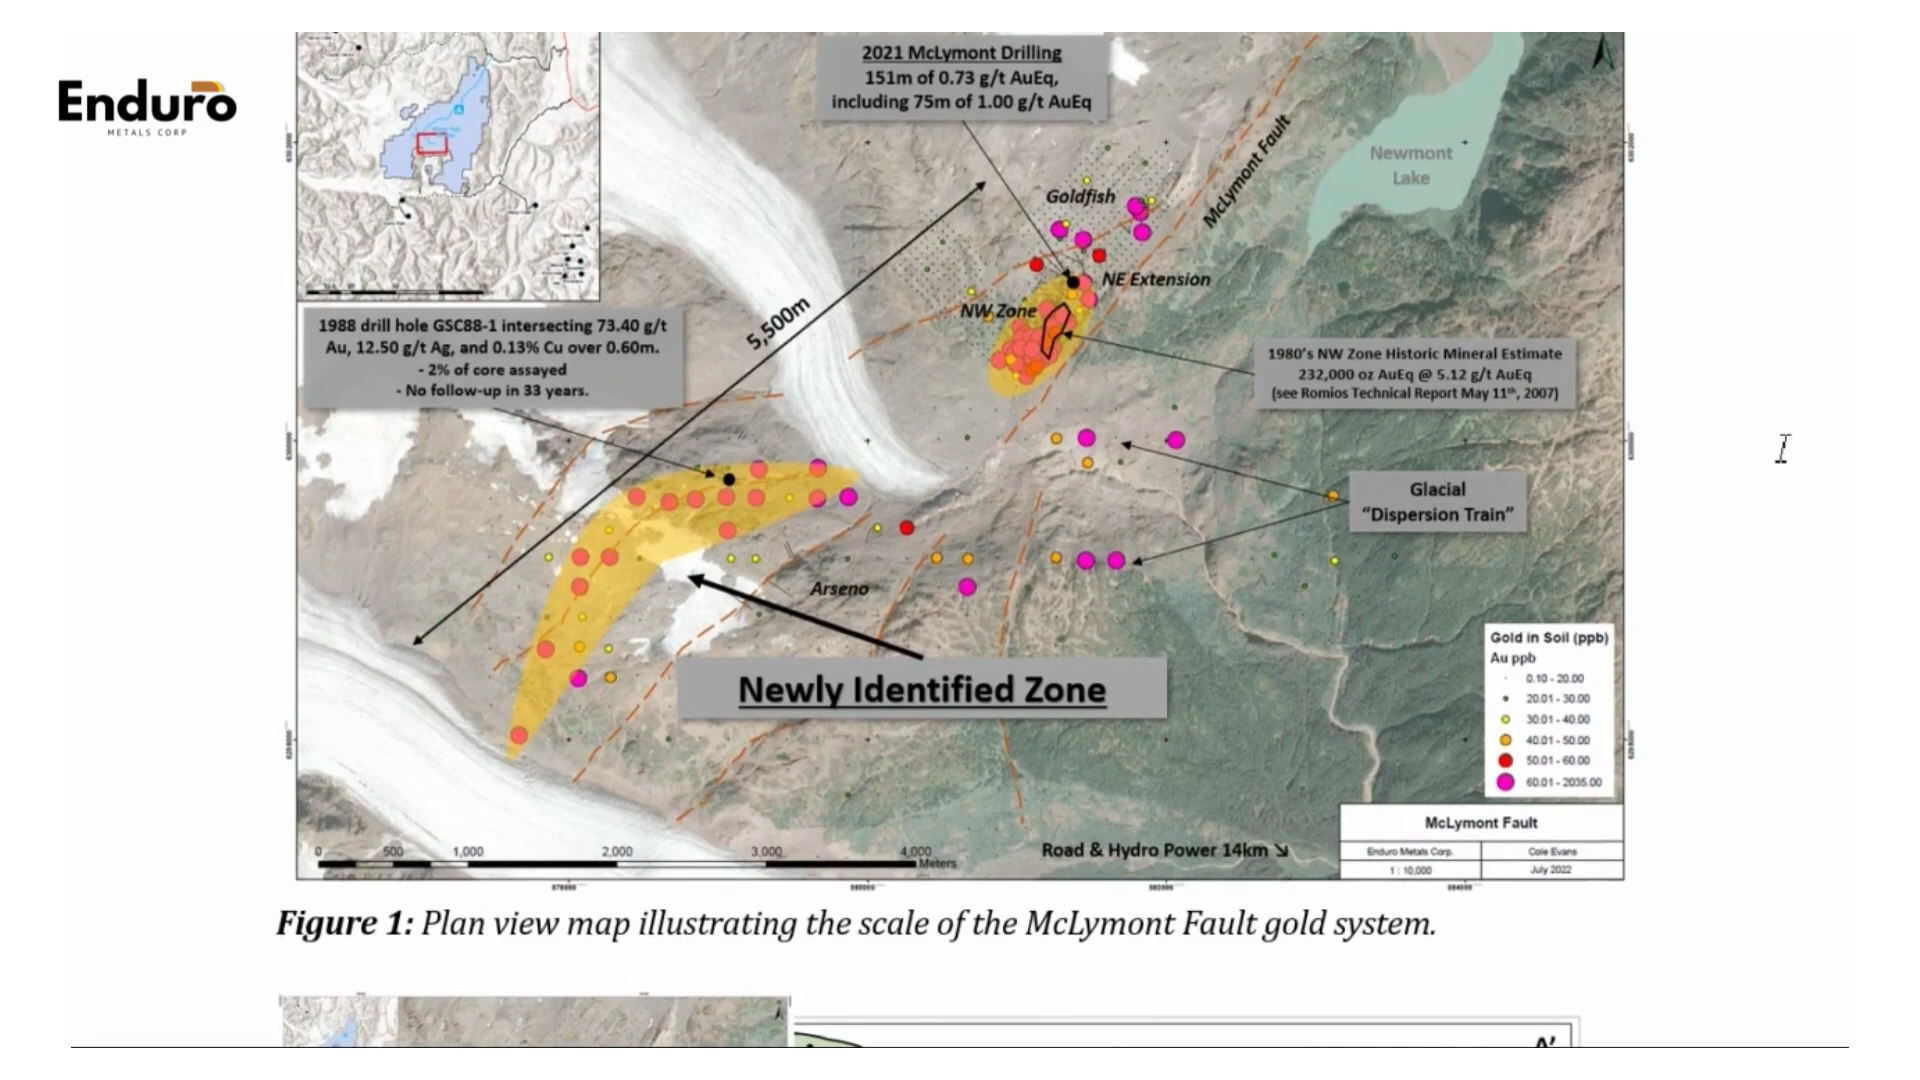 Enduro
METALS CORP
2021 McLymont Drilling
151m of 0.73 g/t AuEq,
including 75m of 1.00 g/t AuEq
McLymont Fault
Newmont
Lake
Goldfish
NE Extension
NW Zone
5,500m
1988 drill hole GSC88-1 intersecting 73.40 g/t
Au, 12.50 g/t Ag, and 0.13% Cu over 0.60m.
- 2% of core assayed
- No follow-up in 33 years.
1980's NW Zone Historic Mineral Estimate
232,000 oz AuEq @ 5.12 g/t AuEq
(see Romios Technical Report May 11th, 2007)
Glacial
“Dispersion Train”
Arseno
Newly Identified Zone
Gold in Soil (ppb)
Au ppb
0.10 - 20.00
20.01 - 30.00
30.01 - 40.00
40.01 - 50.00
50.01 - 60.00
60.01 - 2035.00
McLymont Fault
Enduro Metals Corp.
Cole Evans
1 : 10,000
July 2022
0 500 1,000 2,000 3,000 4,000
Meters
Road & Hydro Power 14km ↘
Figure 1: Plan view map illustrating the scale of the McLymont Fault gold system.
A'